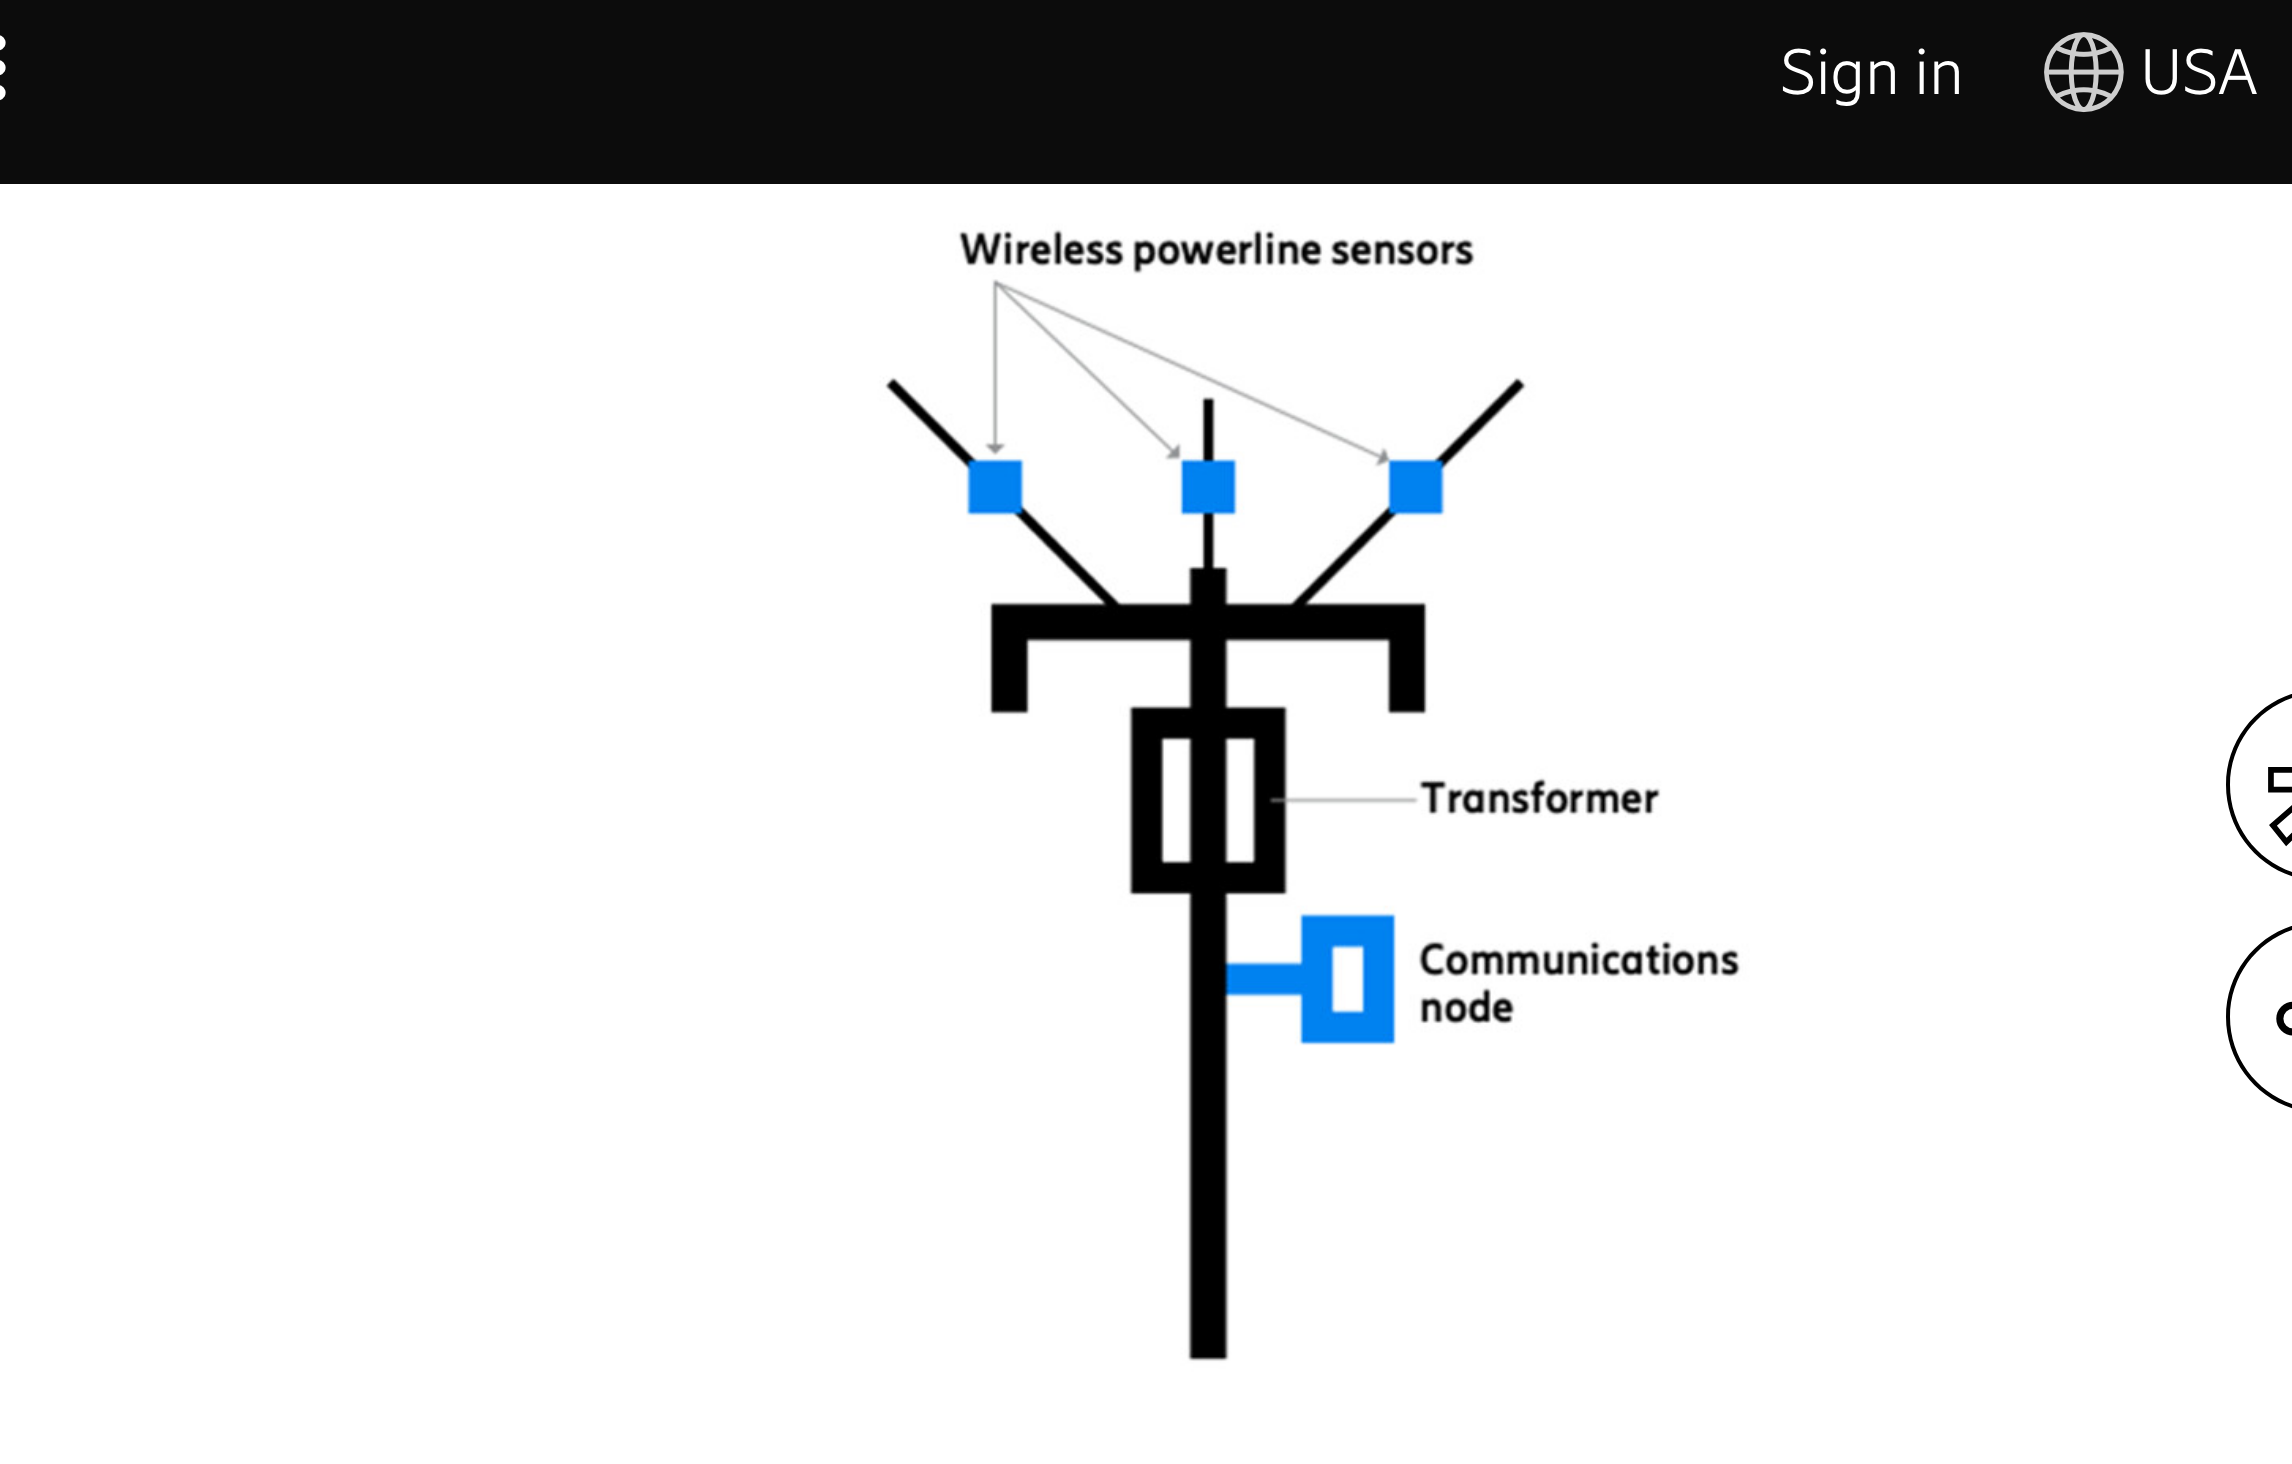 Sign in
USA
Wireless powerline sensors
Transformer
Communications
node